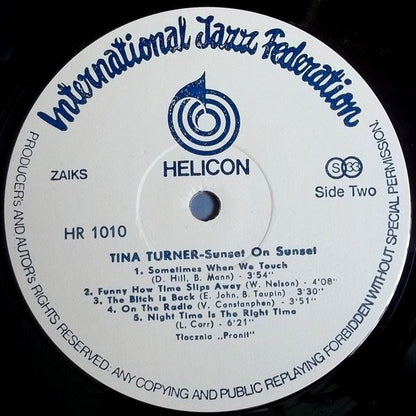 International Jazz Federation
HELICON
ZAIKS
S 33
Side Two
HR 1010
TINA TURNER-Sunset On Sunset
1. Sometimes When We Touch
(D. Hill, B. Mann) - 3'54"
2. Funny How Time Slips Away (W. Nelson) - 4'08"
3. The Bitch Is Back (E. John, B. Taupin) 3'30"
4. On The Radio (V. Constanphen) - 3'51"
5. Night Time Is The Right Time
(L. Carr) - 6'21"
Tłocznia „Pronit"
PRODUCER,s AND AUTOR,s RIGHTS RESERVED·ANY COPYING AND PUBLIC REPLAYING FORBIDDEN WITHOUT SPECIAL PERMISSION.